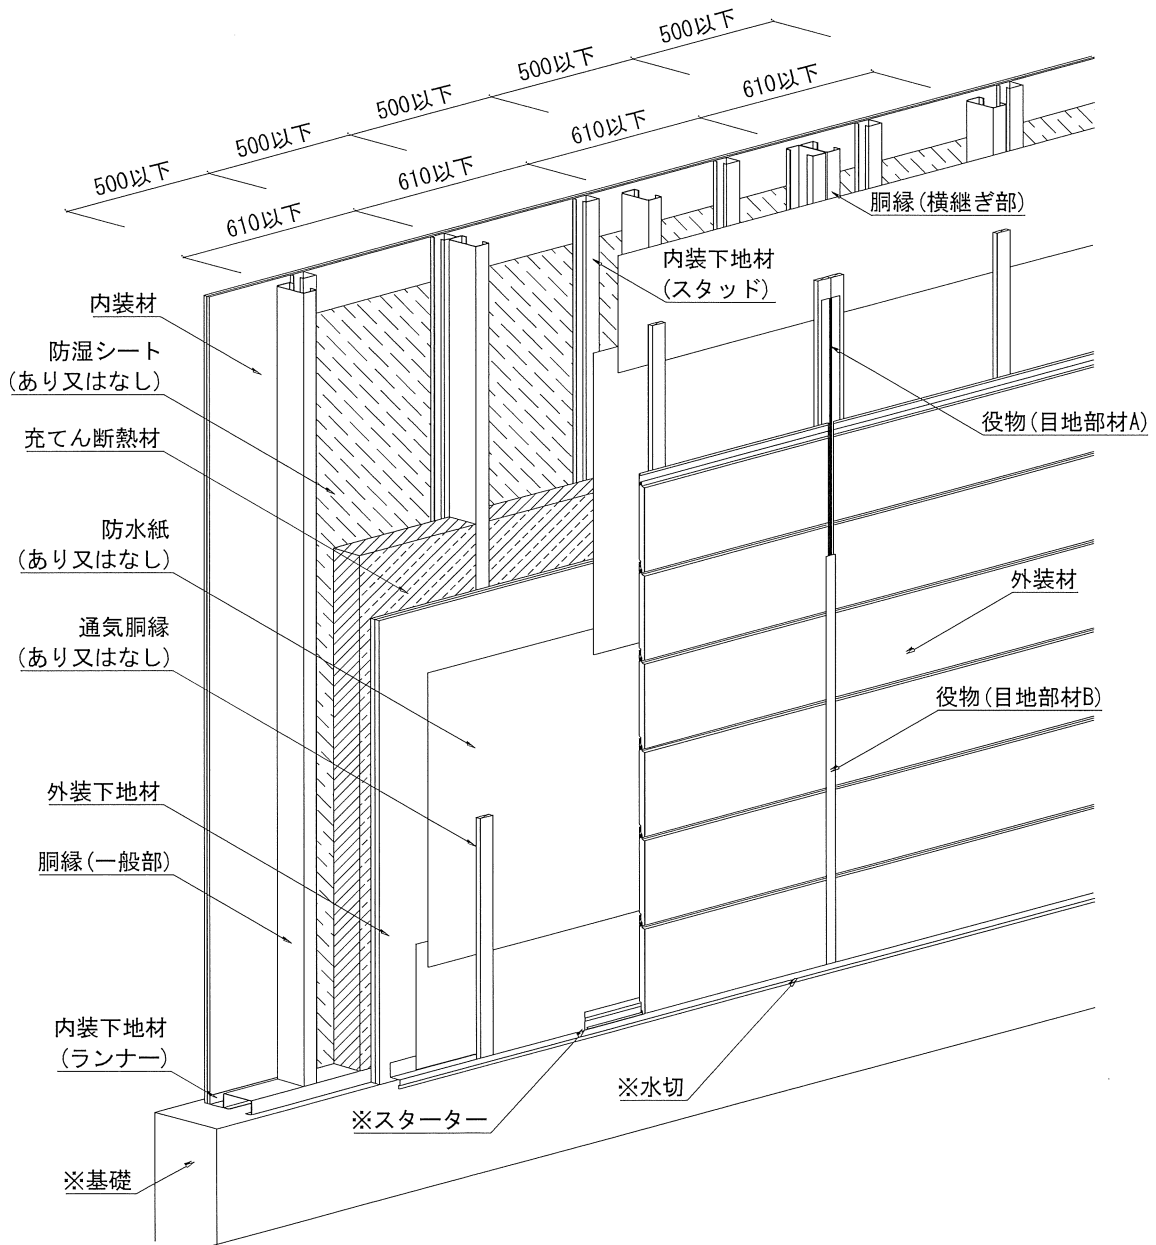 500以下
500以下
500以下
500以下
500以下
610以下
610以下
610以下
610以下
胴縁(横継ぎ部)
内装下地材
(スタッド)
内装材
防湿シート
(あり又はなし)
充てん断熱材
防水紙
(あり又はなし)
通気胴縁
(あり又はなし)
外装下地材
胴縁(一般部)
内装下地材
(ランナー)
※基礎
※スターター
※水切
役物(目地部材A)
外装材
役物(目地部材B)